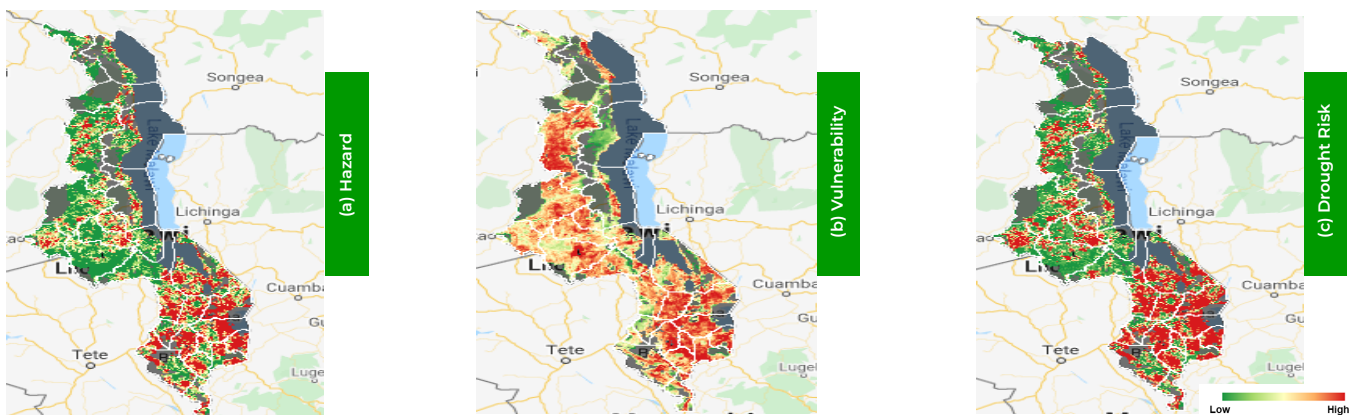 Songea
Lichinga
Cuamba
Tete
(a) Hazard
Songea
Lichinga
Cuamba
Tete
(b) Vulnerability
Songea
Lichinga
Cuamba
Tete
(c) Drought Risk
Low High